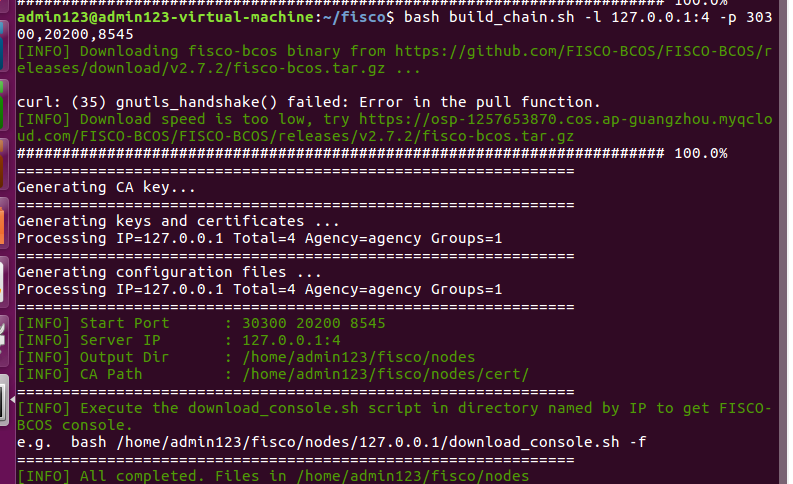 ######################################################################## 100.0%
admin123@admin123-virtual-machine:~/fisco$ bash build_chain.sh -l 127.0.0.1:4 -p 303
00,20200,8545
[INFO] Downloading fisco-bcos binary from https://github.com/FISCO-BCOS/FISCO-BCOS/r
eleases/download/v2.7.2/fisco-bcos.tar.gz ...
curl: (35) gnutls_handshake() failed: Error in the pull function.
[INFO] Download speed is too low, try https://osp-1257653870.cos.ap-guangzhou.myqclo
ud.com/FISCO-BCOS/FISCO-BCOS/releases/v2.7.2/fisco-bcos.tar.gz
######################################################################## 100.0%
==============================================================
Generating CA key...
==============================================================
Generating keys and certificates ...
Processing IP=127.0.0.1 Total=4 Agency=agency Groups=1
==============================================================
Generating configuration files ...
Processing IP=127.0.0.1 Total=4 Agency=agency Groups=1
==============================================================
[INFO] Start Port      : 30300 20200 8545
[INFO] Server IP       : 127.0.0.1:4
[INFO] Output Dir      : /home/admin123/fisco/nodes
[INFO] CA Path         : /home/admin123/fisco/nodes/cert/
==============================================================
[INFO] Execute the download_console.sh script in directory named by IP to get FISCO-
BCOS console.
e.g.  bash /home/admin123/fisco/nodes/127.0.0.1/download_console.sh -f
==============================================================
[INFO] All completed. Files in /home/admin123/fisco/nodes